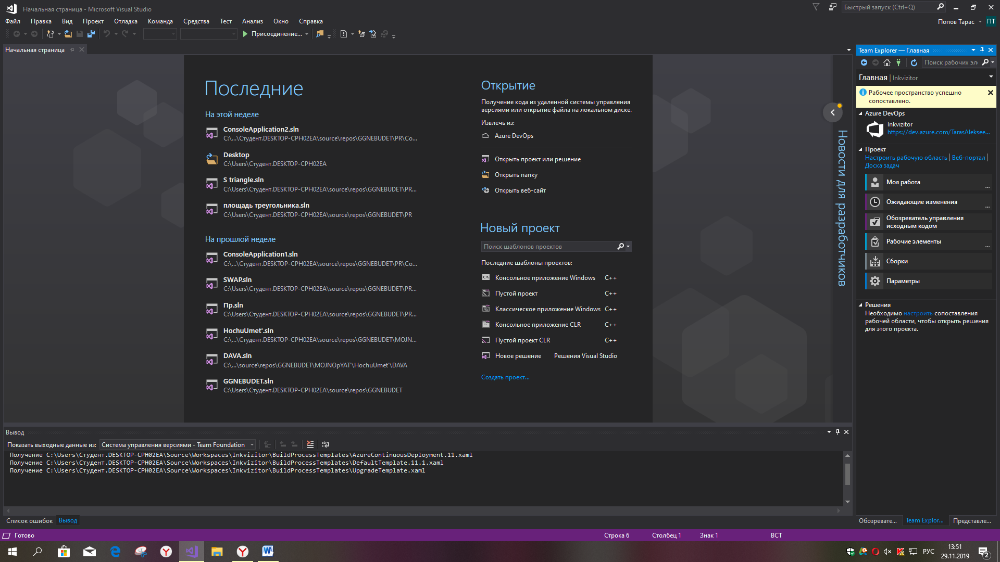 Начальная страница - Microsoft Visual Studio
Быстрый запуск (Ctrl+Q)
Файл Правка Вид Проект Отладка Команда Средства Тест Анализ Окно Справка
Попов Тарас ПТ
Присоединение...
Начальная страница
Последние
На этой неделе
ConsoleApplication2.sln
C:\...\Студент.DESKTOP-CPH02EA\source\repos\GGNEBUDET\PR\Co...
Desktop
C:\Users\Студент.DESKTOP-CPH02EA
S triangle.sln
C:\Users\Студент.DESKTOP-CPH02EA\source\repos\GGNEBUDET\PR...
площадь треугольника.sln
C:\Users\Студент.DESKTOP-CPH02EA\source\repos\GGNEBUDET\PR
На прошлой неделе
ConsoleApplication1.sln
C:\...\Студент.DESKTOP-CPH02EA\source\repos\GGNEBUDET\PR\Co...
SWAP.sln
C:\Users\Студент.DESKTOP-CPH02EA\source\repos\GGNEBUDET\PR...
Пр.sln
C:\Users\Студент.DESKTOP-CPH02EA\source\repos\GGNEBUDET\PR...
HochuUmet'.sln
C:\...\Студент.DESKTOP-CPH02EA\source\repos\GGNEBUDET\MOJN...
DAVA.sln
C:\...\source\repos\GGNEBUDET\MOJNOpYAT'\HochuUmet'\DAVA
GGNEBUDET.sln
C:\Users\Студент.DESKTOP-CPH02EA\source\repos\GGNEBUDET
Открытие
Получение кода из удаленной системы управления
версиями или открытие файла на локальном диске.
Извлечь из:
Azure DevOps
Открыть проект или решение
Открыть папку
Открыть веб-сайт
Новый проект
Поиск шаблонов проектов
Последние шаблоны проектов:
Консольное приложение Windows C++
Пустой проект C++
Классическое приложение Windows C++
Консольное приложение CLR C++
Пустой проект CLR C++
Новое решение Решения Visual Studio
Создать проект...
Новости для разработчиков
Team Explorer — Главная
Поиск рабочих эл
Главная | Inkvizitor
Рабочее пространство успешно
сопоставлено.
Azure DevOps
Inkvizitor
https://dev.azure.com/TarasAleksee...
Проект
Настроить рабочую область | Веб-портал |
Доска задач
Моя работа
...
Ожидающие изменения
...
Обозреватель управления
исходным кодом
Рабочие элементы
...
Сборки
Параметры
Решения
Необходимо настроить сопоставления
рабочей области, чтобы открыть решения
для этого проекта.
Вывод
Показать выходные данные из: Система управления версиями - Team Foundation
Получение C:\Users\Студент.DESKTOP-CPH02EA\Source\Workspaces\Inkvizitor\BuildProcessTemplates\AzureContinuousDeployment.11.xaml
Получение C:\Users\Студент.DESKTOP-CPH02EA\Source\Workspaces\Inkvizitor\BuildProcessTemplates\DefaultTemplate.11.1.xaml
Получение C:\Users\Студент.DESKTOP-CPH02EA\Source\Workspaces\Inkvizitor\BuildProcessTemplates\UpgradeTemplate.xaml
Список ошибок Вывод
Обозревате... Team Explor... Представле...
Готово Строка 6 Столбец 1 Знак 1 ВСТ
РУС
13:51
29.11.2019
2